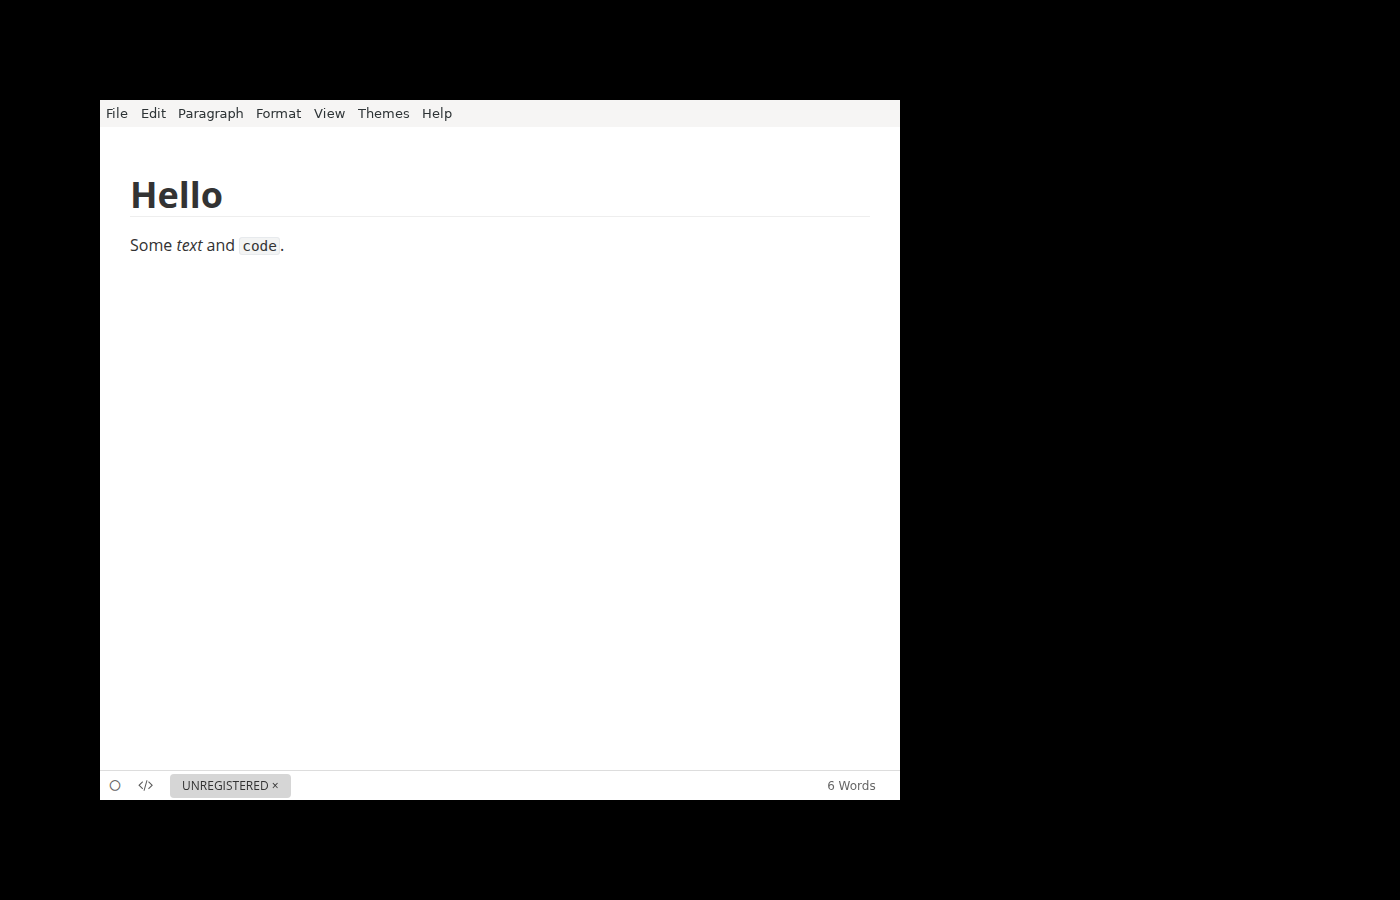 File Edit Paragraph Format View Themes Help
Hello
Some text and code.
</> UNREGISTERED × 6 Words